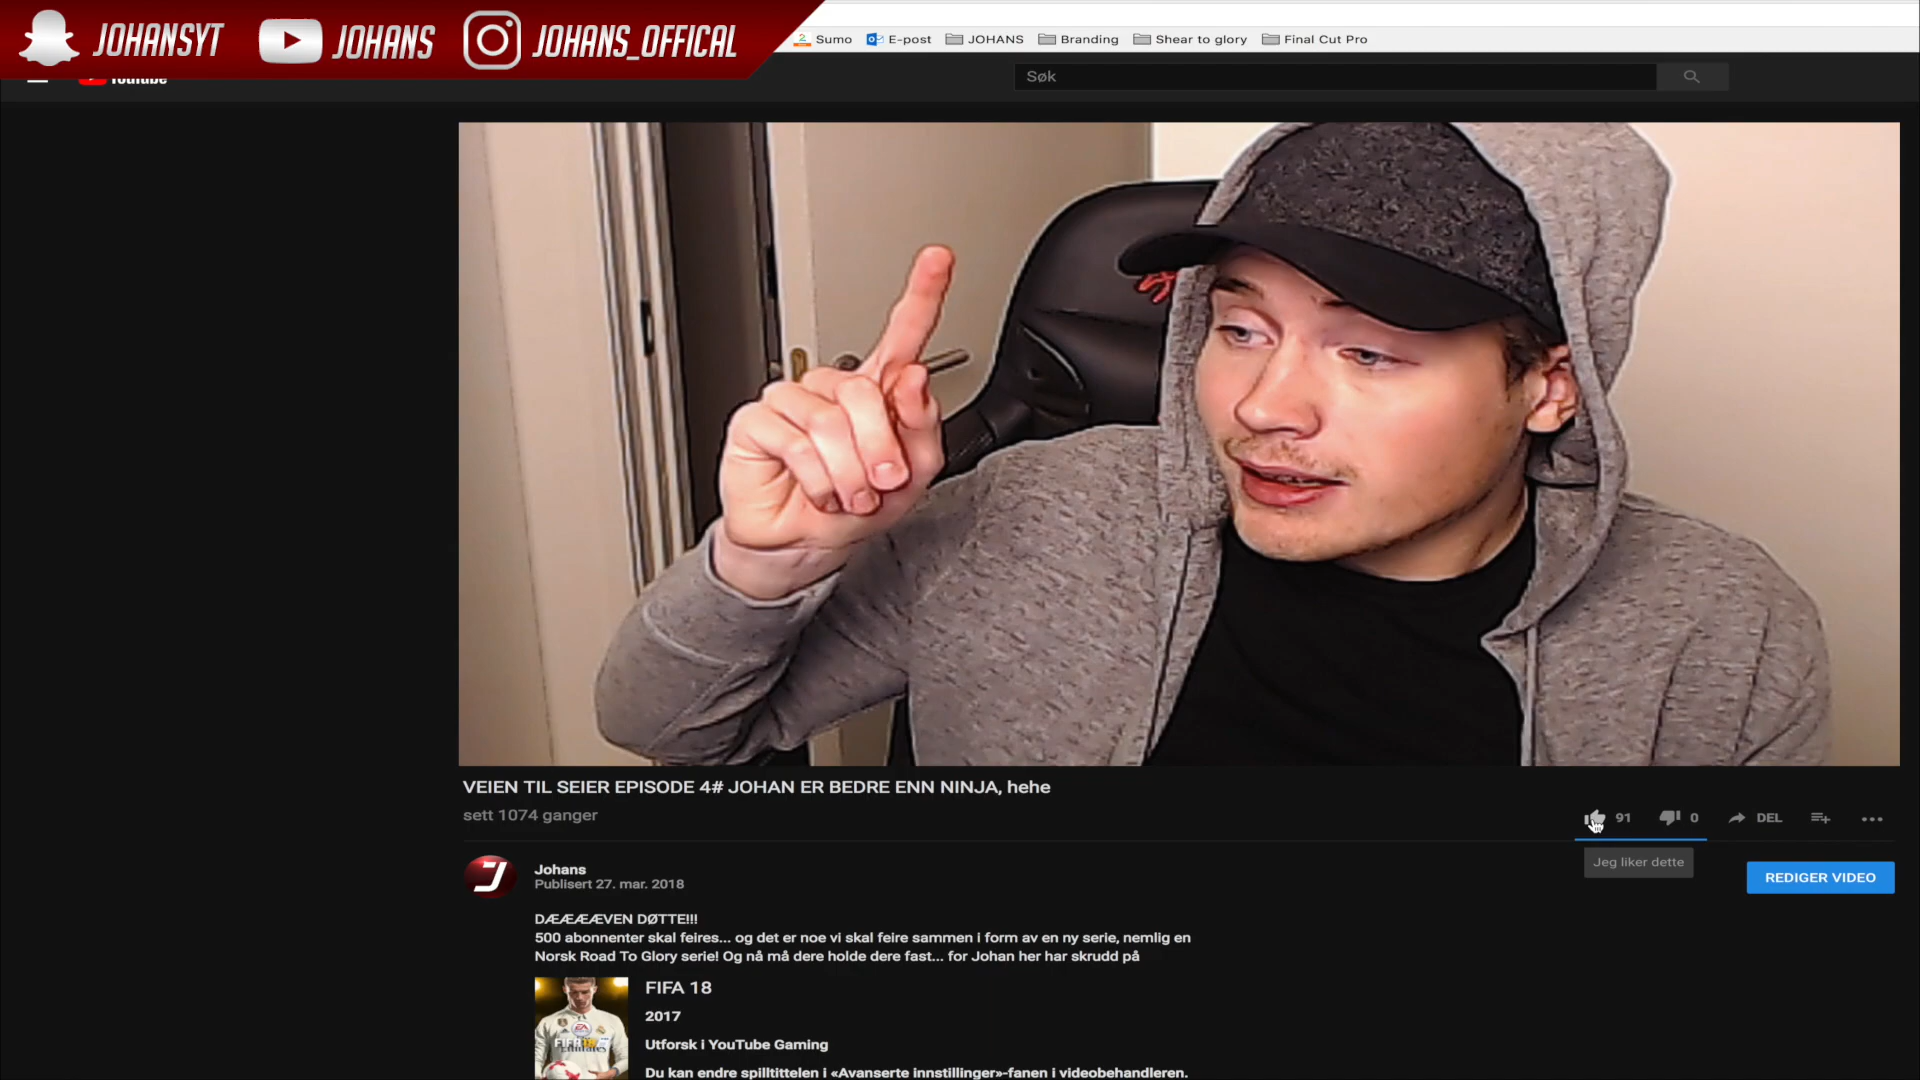 JOHANSYT
JOHANS
JOHANS_OFFICAL
Sumo
E-post
JOHANS
Branding
Shear to glory
Final Cut Pro
YouTube
Søk
VEIEN TIL SEIER EPISODE 4# JOHAN ER BEDRE ENN NINJA, hehe
sett 1074 ganger
91
0
DEL
Jeg liker dette
Johans
Publisert 27. mar. 2018
REDIGER VIDEO
DÆÆÆÆVEN DØTTE!!!
500 abonnenter skal feires... og det er noe vi skal feire sammen i form av en ny serie, nemlig en
Norsk Road To Glory serie! Og nå må dere holde dere fast... for Johan her har skrudd på
FIFA 18
2017
Utforsk i YouTube Gaming
Du kan endre spilltittelen i «Avanserte innstillinger»-fanen i videobehandleren.